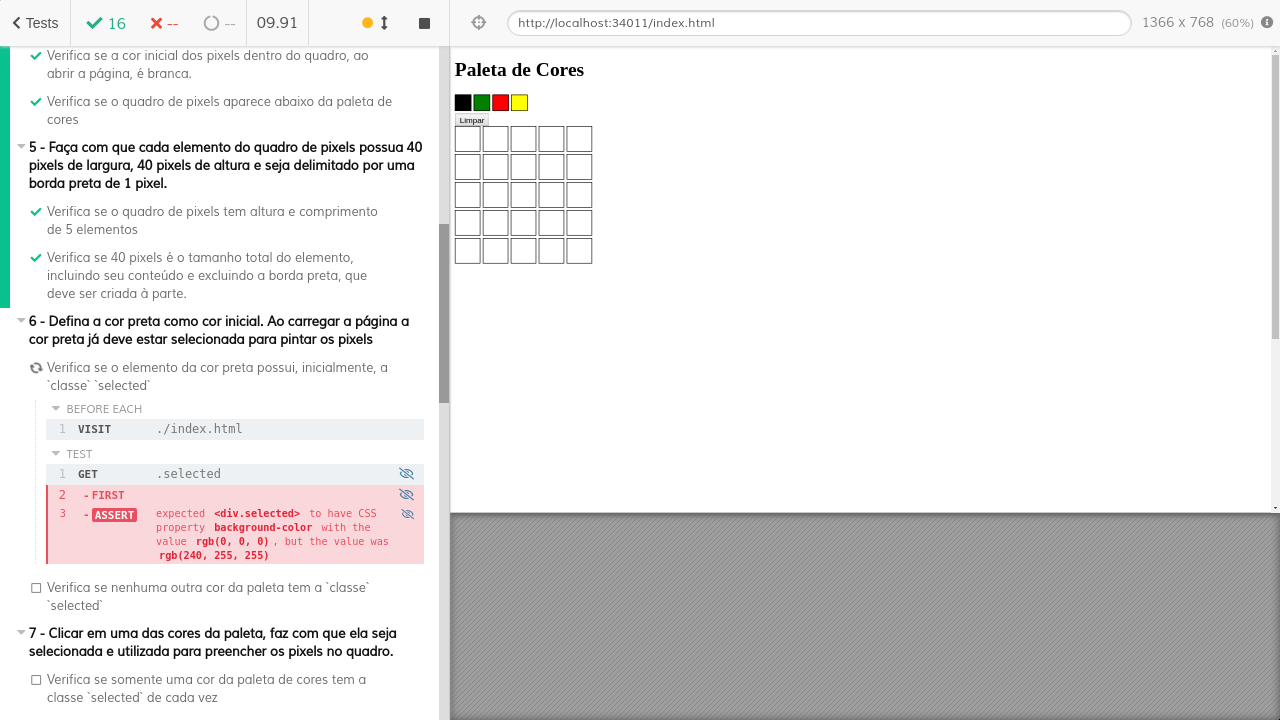 Tests
16
--
--
09.91
http://localhost:34011/index.html
1366 x 768 (60%)
Verifica se a cor inicial dos pixels dentro do quadro, ao
abrir a página, é branca.
Verifica se o quadro de pixels aparece abaixo da paleta de
cores
5 - Faça com que cada elemento do quadro de pixels possua 40
pixels de largura, 40 pixels de altura e seja delimitado por uma
borda preta de 1 pixel.
Verifica se o quadro de pixels tem altura e comprimento
de 5 elementos
Verifica se 40 pixels é o tamanho total do elemento,
incluindo seu conteúdo e excluindo a borda preta, que
deve ser criada à parte.
6 - Defina a cor preta como cor inicial. Ao carregar a página a
cor preta já deve estar selecionada para pintar os pixels
Verifica se o elemento da cor preta possui, inicialmente, a
`classe` `selected`
BEFORE EACH
1 VISIT ./index.html
TEST
1 GET .selected
2 - FIRST
3 - ASSERT expected <div.selected> to have CSS
property background-color with the
value rgb(0, 0, 0), but the value was
rgb(240, 255, 255)
Verifica se nenhuma outra cor da paleta tem a `classe`
`selected`
7 - Clicar em uma das cores da paleta, faz com que ela seja
selecionada e utilizada para preencher os pixels no quadro.
Verifica se somente uma cor da paleta de cores tem a
classe `selected` de cada vez
Paleta de Cores
Limpar